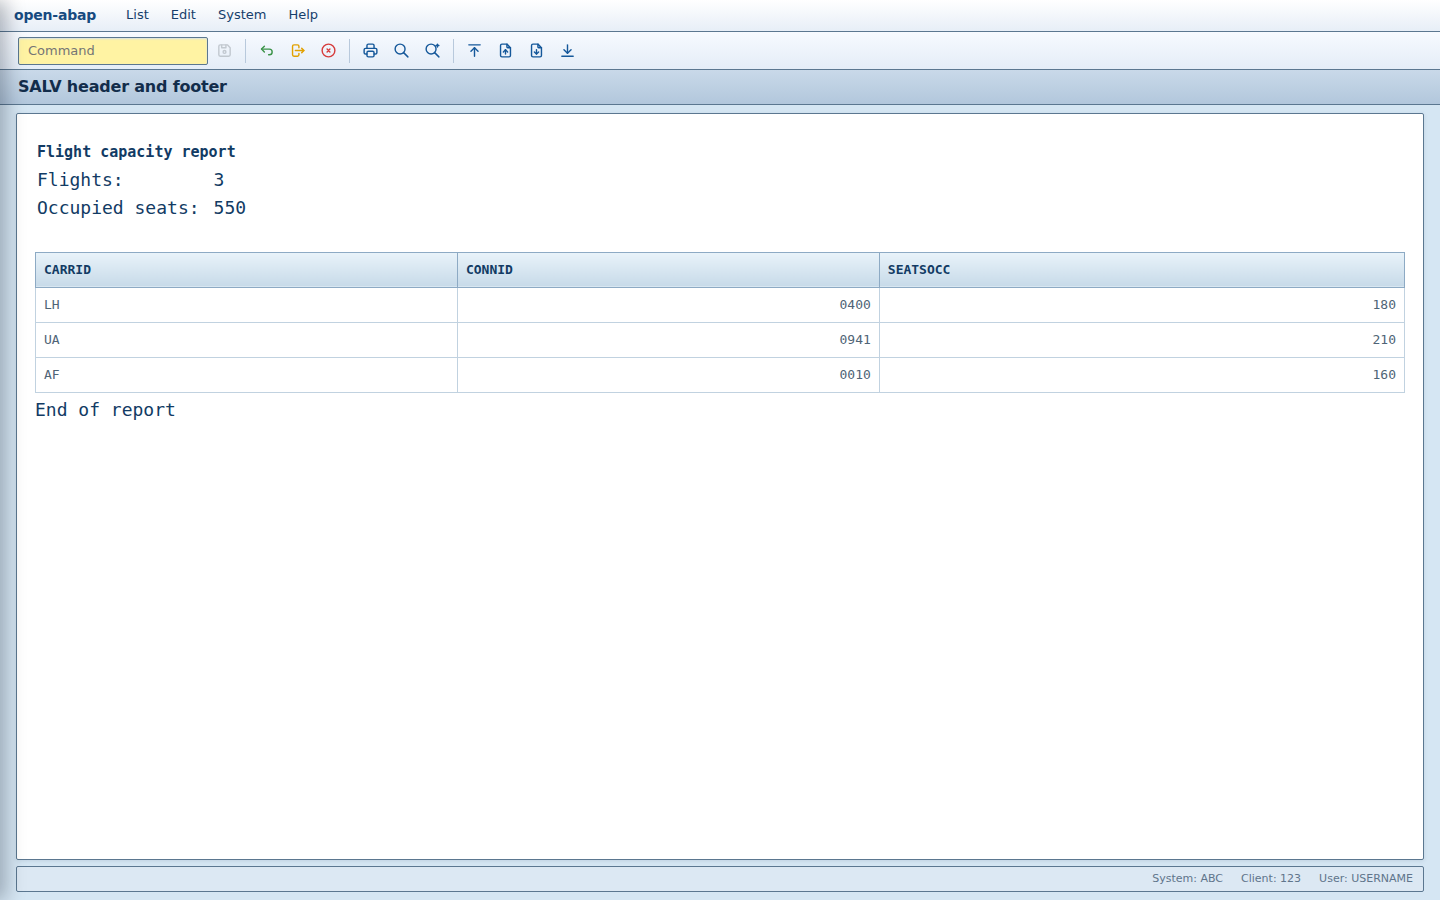 open-abap List Edit System Help
Command
SALV header and footer
Flight capacity report
Flights: 3
Occupied seats: 550
CARRID CONNID SEATSOCC
LH 0400 180
UA 0941 210
AF 0010 160
End of report
System: ABC Client: 123 User: USERNAME